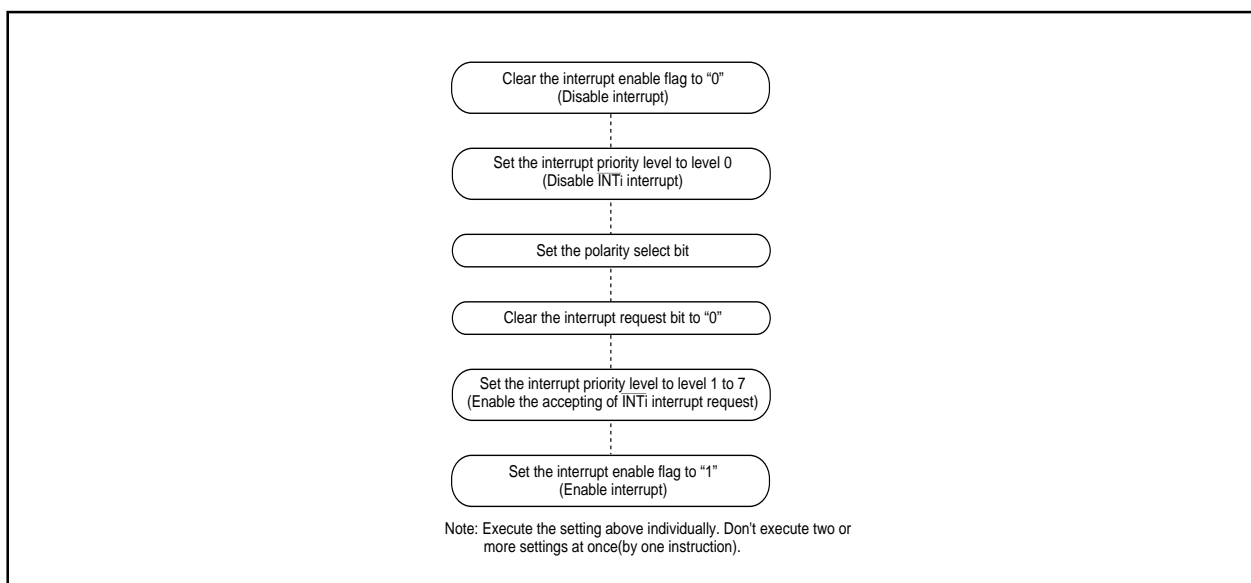 Clear the interrupt enable flag to “0”
(Disable interrupt)
Set the interrupt priority level to level 0
(Disable I̅N̅T̅i interrupt)
Set the polarity select bit
Clear the interrupt request bit to “0”
Set the interrupt priority level to level 1 to 7
(Enable the accepting of I̅N̅T̅i interrupt request)
Set the interrupt enable flag to “1”
(Enable interrupt)
Note: Execute the setting above individually. Don’t execute two or
more settings at once(by one instruction).